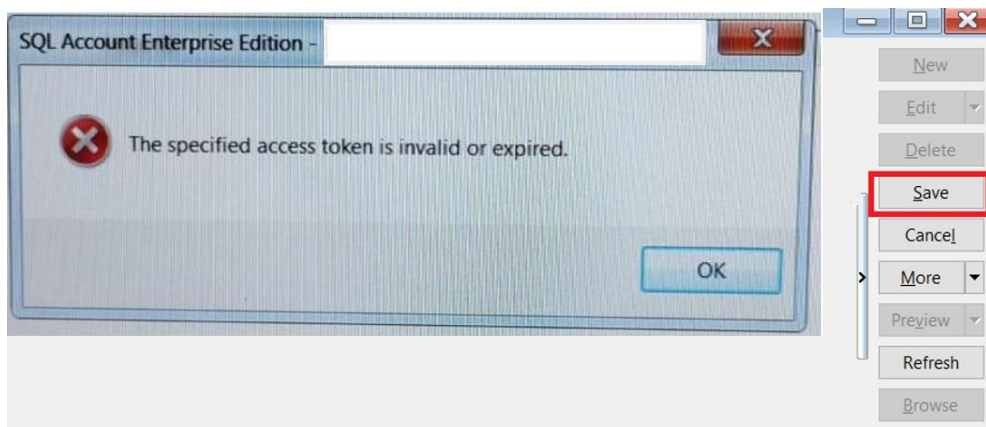 SQL Account Enterprise Edition -
The specified access token is invalid or expired.
OK
New
Edit
Delete
Save
Cancel
More
Preview
Refresh
Browse